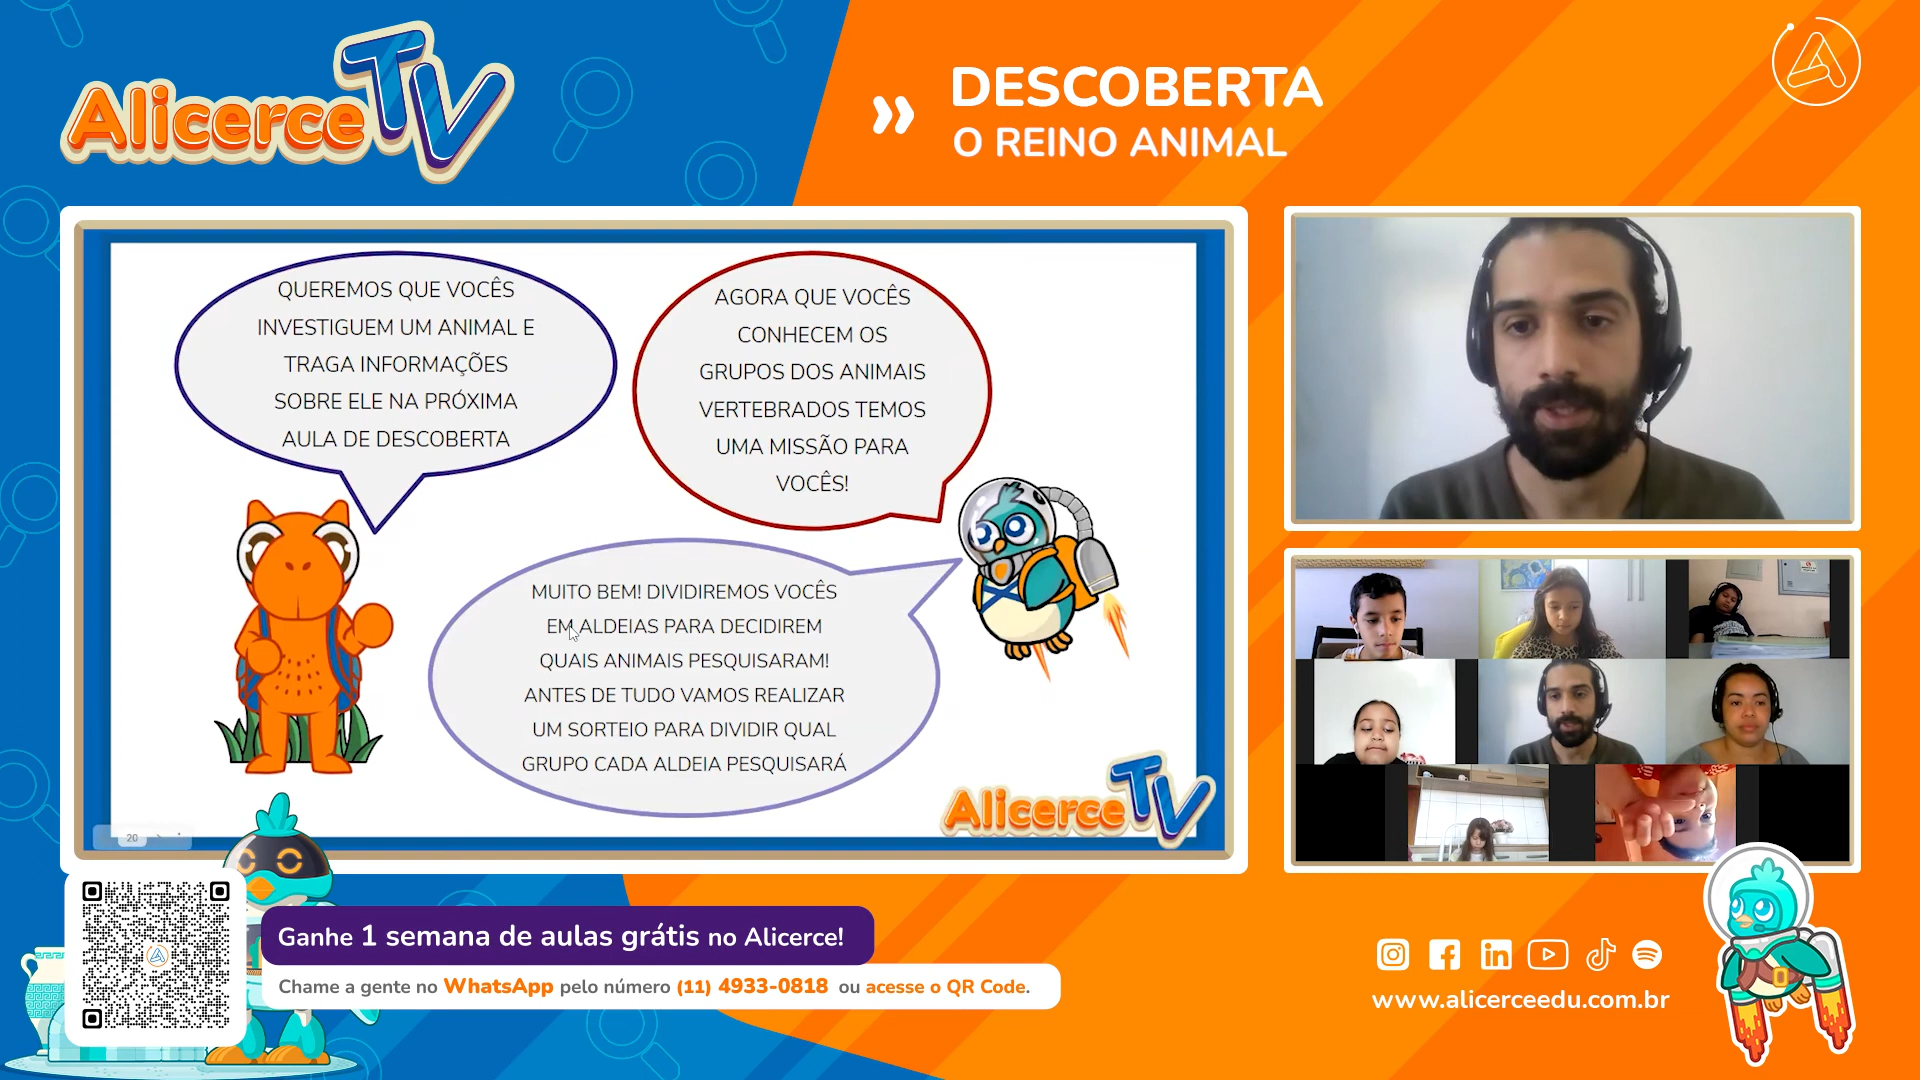 Alicerce TV
DESCOBERTA
O REINO ANIMAL
QUEREMOS QUE VOCÊS
INVESTIGUEM UM ANIMAL E
TRAGA INFORMAÇÕES
SOBRE ELE NA PRÓXIMA
AULA DE DESCOBERTA
AGORA QUE VOCÊS
CONHECEM OS
GRUPOS DOS ANIMAIS
VERTEBRADOS TEMOS
UMA MISSÃO PARA
VOCÊS!
MUITO BEM! DIVIDIREMOS VOCÊS
EM ALDEIAS PARA DECIDIREM
QUAIS ANIMAIS PESQUISARAM!
ANTES DE TUDO VAMOS REALIZAR
UM SORTEIO PARA DIVIDIR QUAL
GRUPO CADA ALDEIA PESQUISARÁ
Alicerce TV
20
Ganhe 1 semana de aulas grátis no Alicerce!
Chame a gente no WhatsApp pelo número (11) 4933-0818 ou acesse o QR Code.
www.alicerceedu.com.br